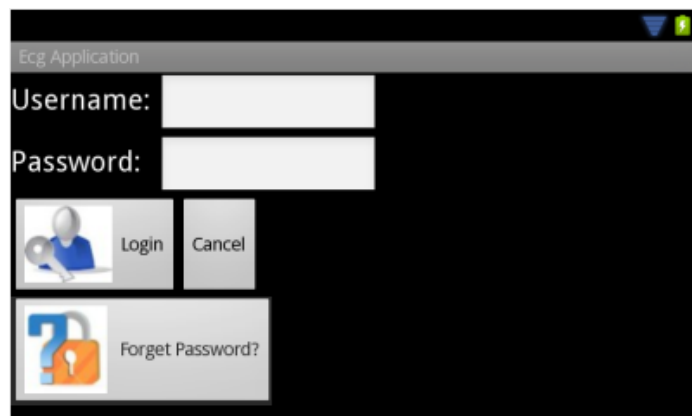 Ecg Application
Username:
Password:
Login Cancel
Forget Password?